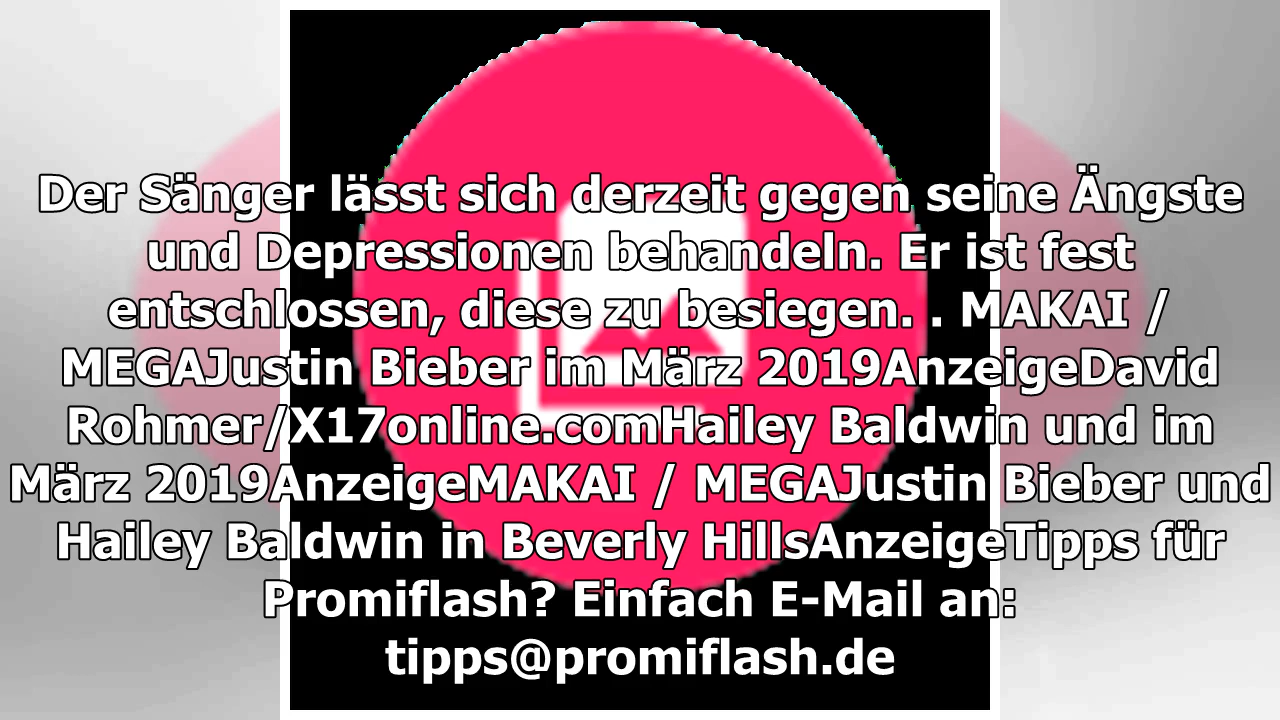 Der Sänger lässt sich derzeit gegen seine Ängste
und Depressionen behandeln. Er ist fest
entschlossen, diese zu besiegen. . MAKAI /
MEGAJustin Bieber im März 2019AnzeigeDavid
Rohmer/X17online.comHailey Baldwin und im
März 2019AnzeigeMAKAI / MEGAJustin Bieber und
Hailey Baldwin in Beverly HillsAnzeigeTipps für
Promiflash? Einfach E-Mail an:
tipps@promiflash.de